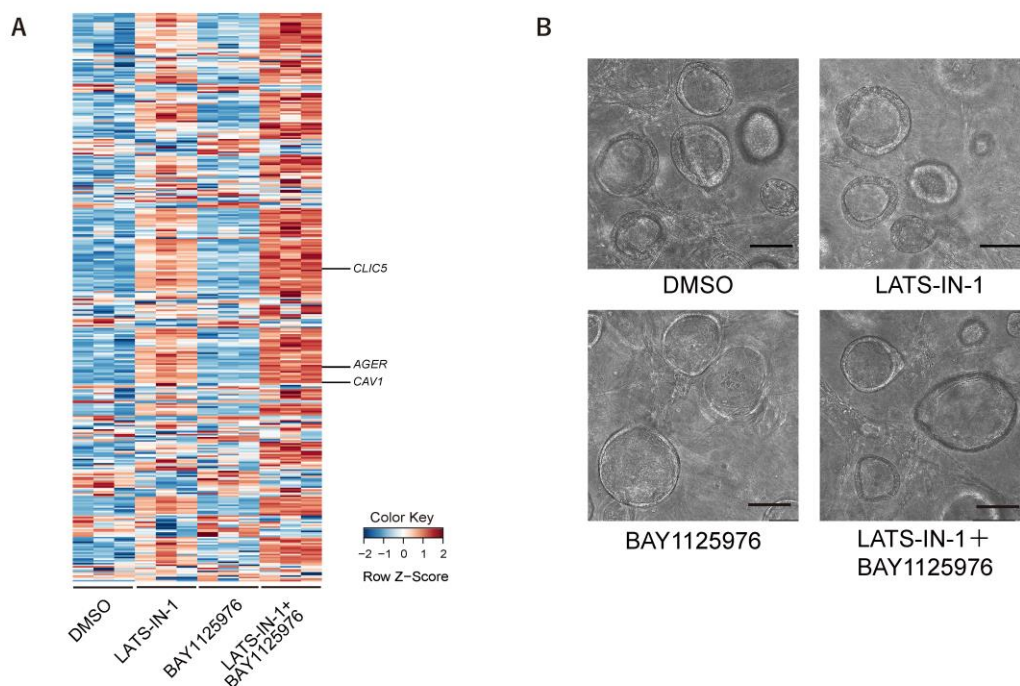 A
CLIC5
AGER
CAV1
Color Key
−2 −1 0 1 2
Row Z−Score
DMSO
LATS-IN-1
BAY1125976
LATS-IN-1+
BAY1125976
B
DMSO
LATS-IN-1
BAY1125976
LATS-IN-1+
BAY1125976